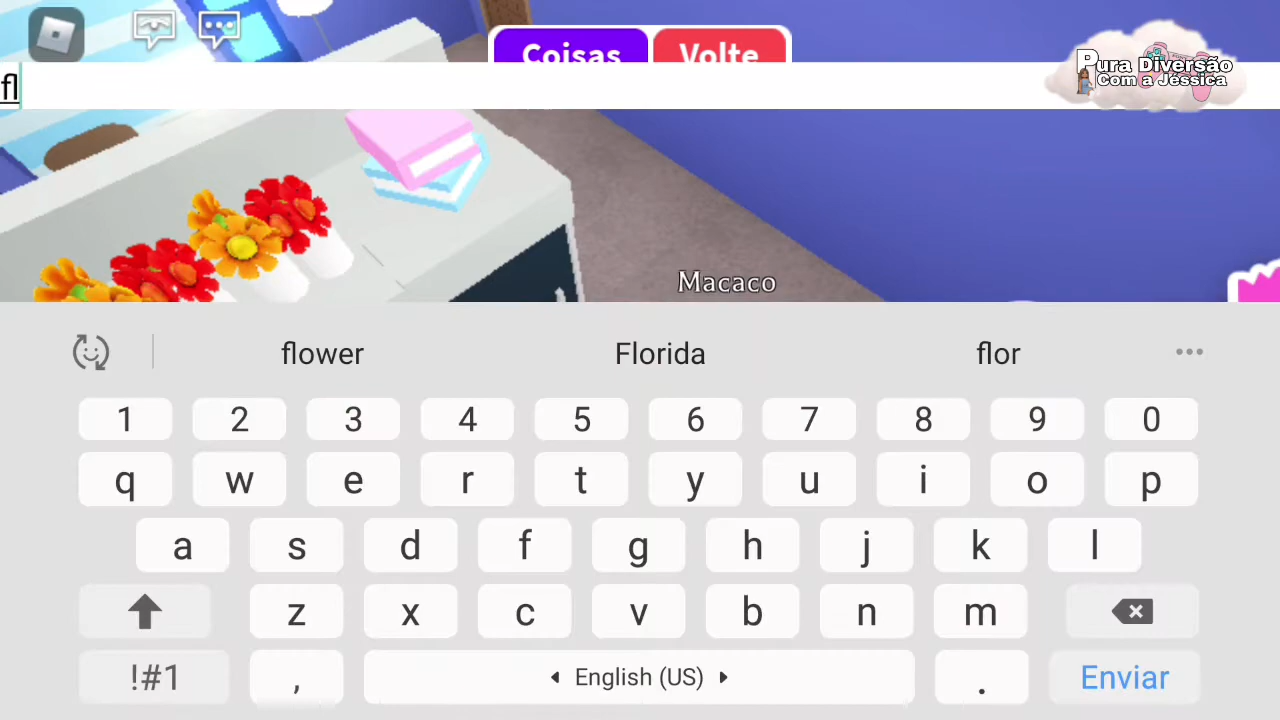 Coisas Volte
Pura Diversão
Com a Jéssica
fl
Macaco
flower Florida flor
1 2 3 4 5 6 7 8 9 0
q w e r t y u i o p
a s d f g h j k l
z x c v b n m
!#1 , English (US) . Enviar